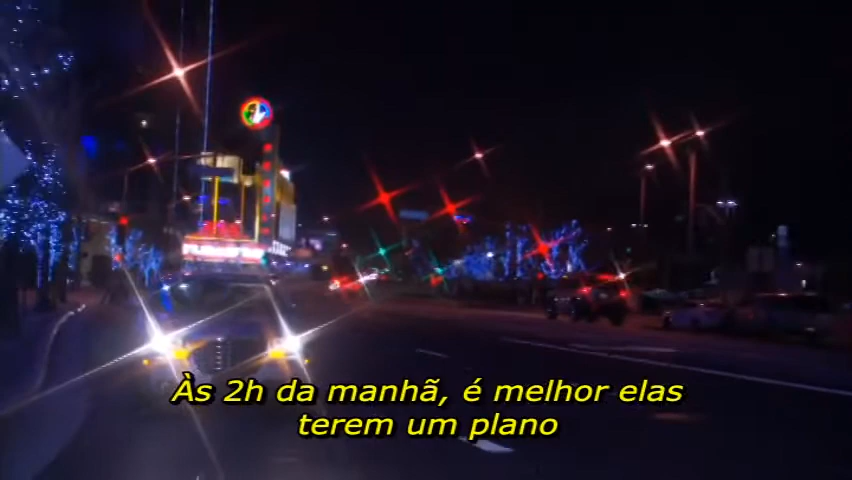 Às 2h da manhã, é melhor elas
terem um plano